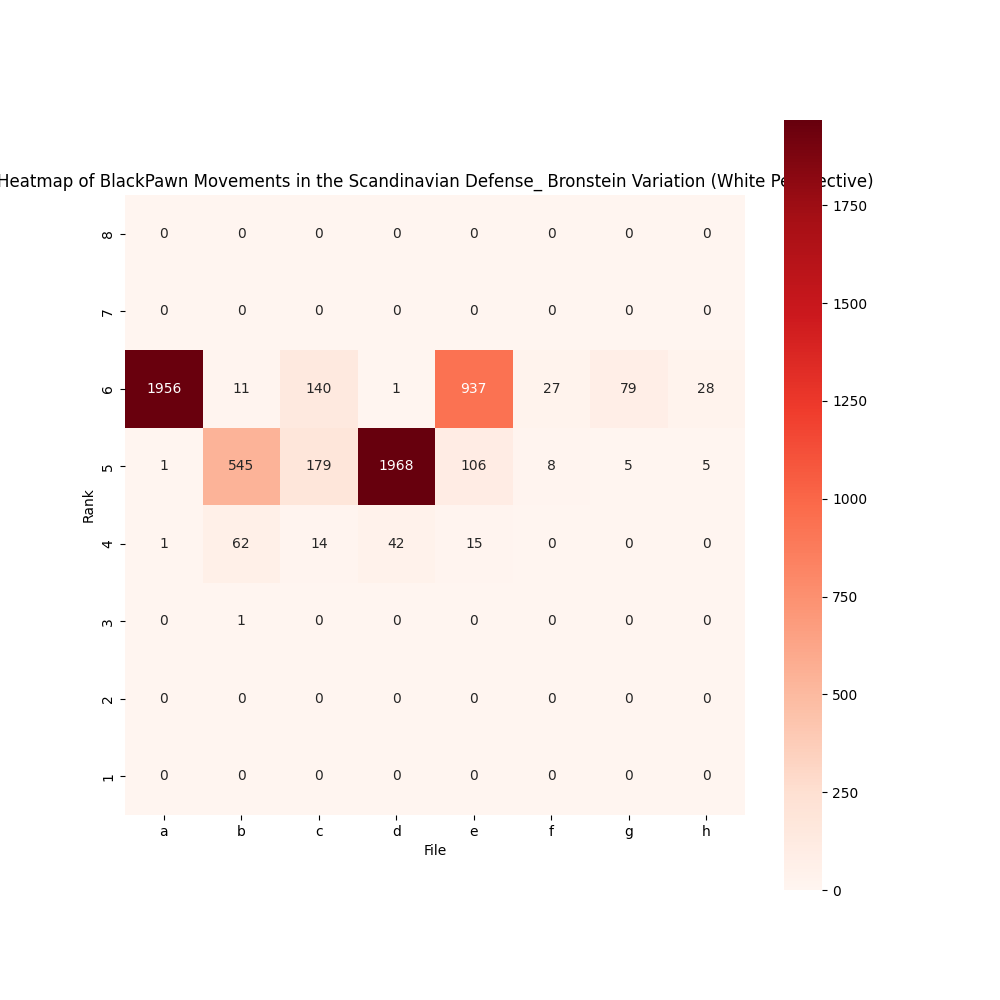 Heatmap of BlackPawn Movements in the Scandinavian Defense_ Bronstein Variation (White Perspective)
8 0 0 0 0 0 0 0 0
7 0 0 0 0 0 0 0 0
6 1956 11 140 1 937 27 79 28
5 1 545 179 1968 106 8 5 5
4 1 62 14 42 15 0 0 0
3 0 1 0 0 0 0 0 0
2 0 0 0 0 0 0 0 0
1 0 0 0 0 0 0 0 0
a b c d e f g h
File
Rank
1750
1500
1250
1000
750
500
250
0